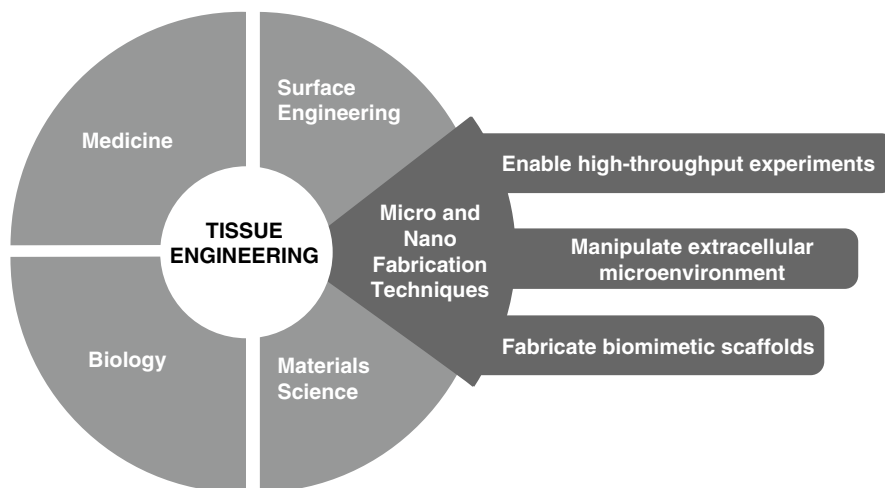 Medicine
Surface
Engineering
TISSUE
ENGINEERING
Biology
Materials
Science
Micro and
Nano
Fabrication
Techniques
Enable high-throughput experiments
Manipulate extracellular
microenvironment
Fabricate biomimetic scaffolds